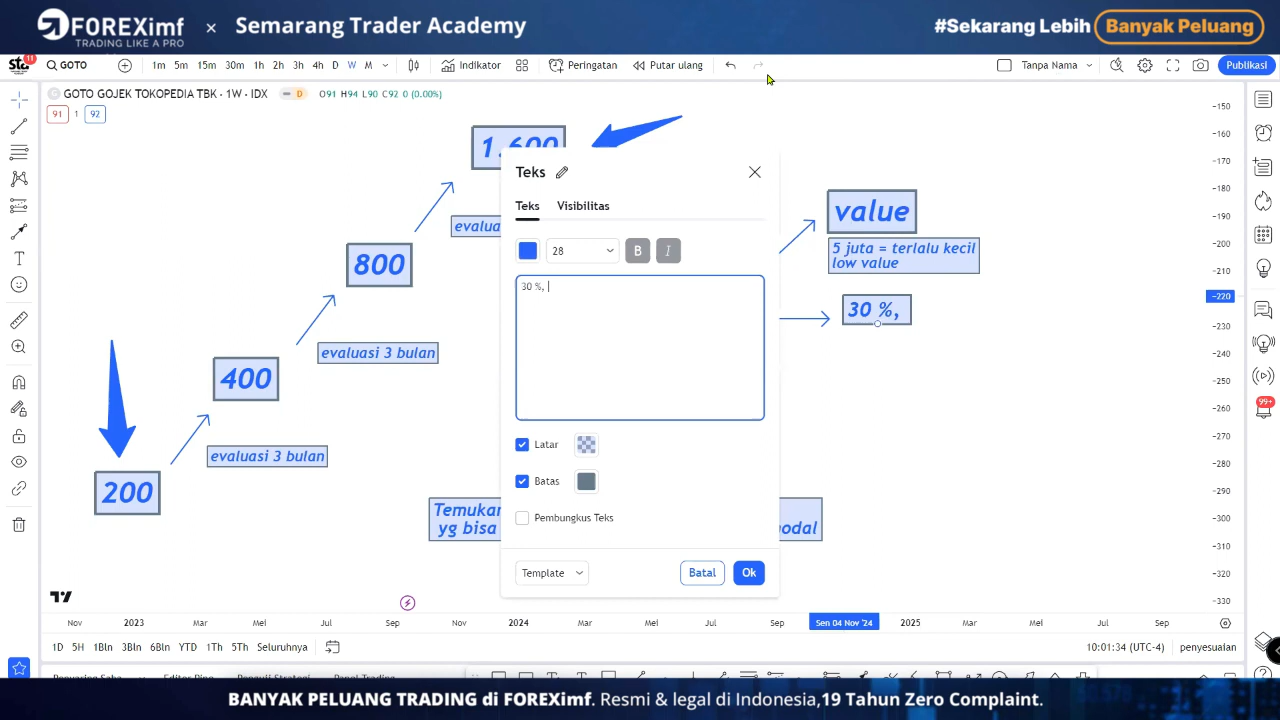 FOREXimf
TRADING LIKE A PRO
×
Semarang Trader Academy
#Sekarang Lebih
Banyak Peluang
sta
11
GOTO
1m
5m
15m
30m
1h
2h
3h
4h
D
W
M
Indikator
Peringatan
Putar ulang
Tanpa Nama
Publikasi
GOTO GOJEK TOKOPEDIA TBK · 1W · IDX
D
O91 H94 L90 C92 0 (0.00%)
91
1
92
1.600
800
400
200
evaluasi 3 bulan
evaluasi 3 bulan
Teks
Teks
Visibilitas
28
B
I
30 %,
Latar
Batas
Pembungkus Teks
Template
Batal
Ok
value
5 juta = terlalu kecil
low value
30 %,
yg bisa
odal
−150
−160
−170
−180
−190
−200
−210
−220
−230
−240
−250
−260
−270
−280
−290
−300
−310
−320
−330
99+
Nov
2023
Mar
Mei
Jul
Sep
Nov
2024
Mar
Mei
Jul
Sep
Sen 04 Nov '24
2025
Mar
Mei
Jul
Sep
1D
5H
1Bln
3Bln
6Bln
YTD
1Th
5Th
Seluruhnya
10:01:34 (UTC-4)
penyesuaian
BANYAK PELUANG TRADING di FOREXimf. Resmi & legal di Indonesia,19 Tahun Zero Complaint.